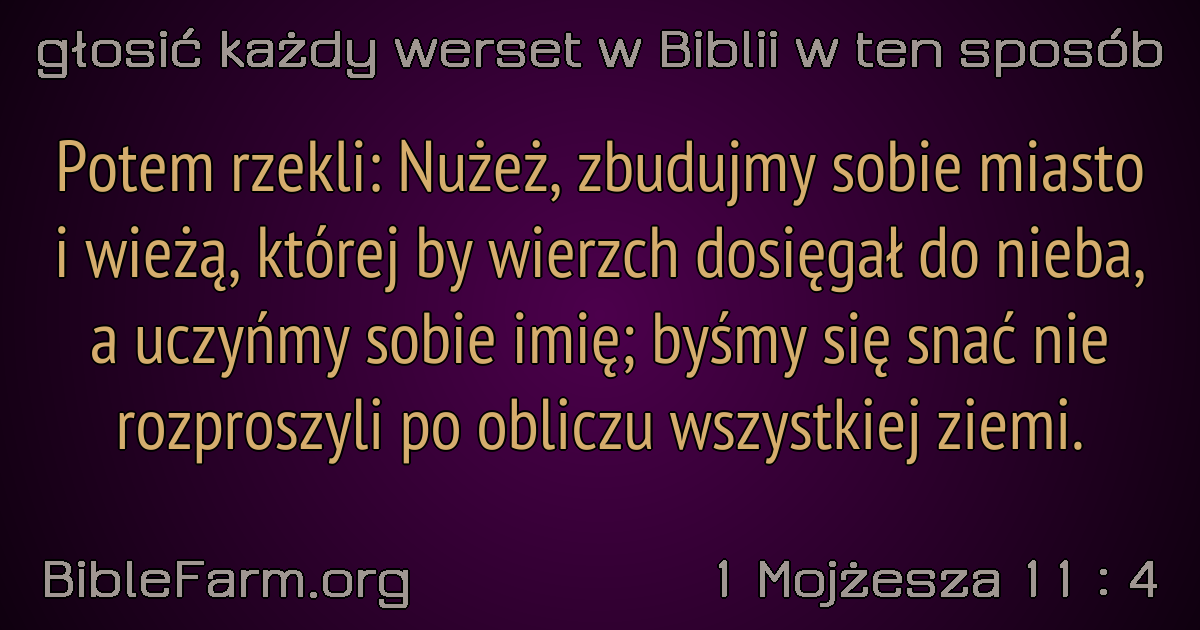 głosić każdy werset w Biblii w ten sposób
Potem rzekli: Nużeż, zbudujmy sobie miasto
i wieżą, której by wierzch dosięgał do nieba,
a uczyńmy sobie imię; byśmy się snać nie
rozproszyli po obliczu wszystkiej ziemi.
BibleFarm.org
1 Mojżesza 11 : 4